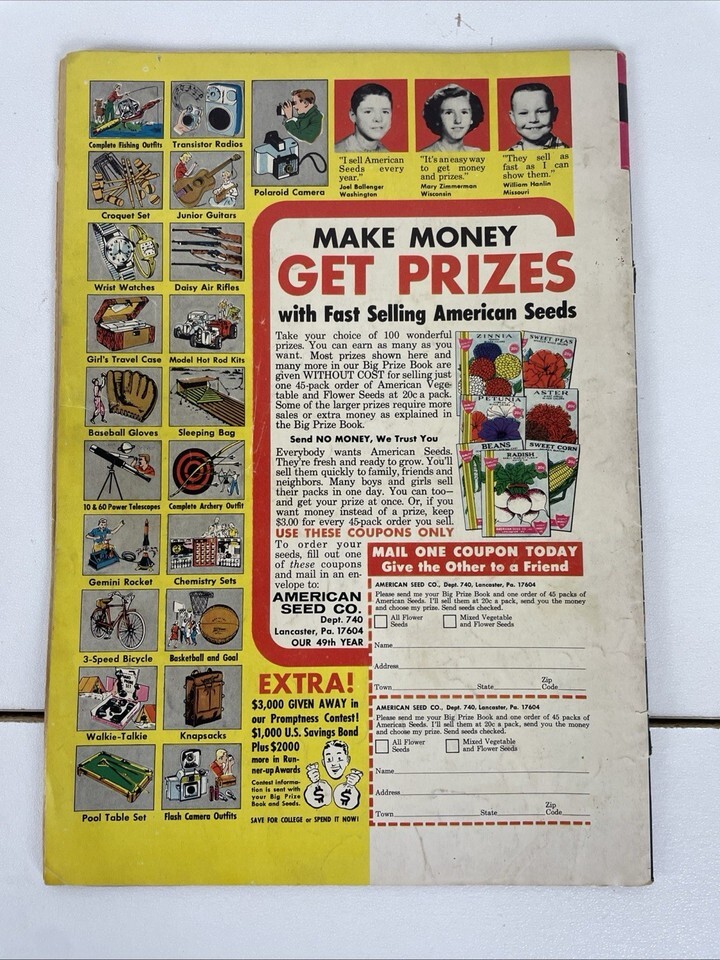 Complete Fishing Outfits
Transistor Radios
Polaroid Camera
Croquet Set
Junior Guitars
Wrist Watches
Daisy Air Rifles
Girl's Travel Case
Model Hot Rod Kits
Baseball Gloves
Sleeping Bag
10 & 60 Power Telescopes
Complete Archery Outfit
Gemini Rocket
Chemistry Sets
3-Speed Bicycle
Basketball and Goal
Walkie-Talkie
Knapsacks
Pool Table Set
Flash Camera Outfits
"I sell American
Seeds every
year."
Joel Ballenger
Washington
"It's an easy way
to get money
and prizes."
Mary Zimmerman
Wisconsin
"They sell as
fast as I can
show them."
William Hanlin
Missouri
MAKE MONEY
GET PRIZES
with Fast Selling American Seeds
Take your choice of 100 wonderful
prizes. You can earn as many as you
want. Most prizes shown here and
many more in our Big Prize Book are
given WITHOUT COST for selling just
one 45-pack order of American Vege-
table and Flower Seeds at 20c a pack.
Some of the larger prizes require more
sales or extra money as explained in
the Big Prize Book.
Send NO MONEY, We Trust You
Everybody wants American Seeds.
They're fresh and ready to grow. You'll
sell them quickly to family, friends and
neighbors. Many boys and girls sell
their packs in one day. You can too—
and get your prize at once. Or, if you
want money instead of a prize, keep
$3.00 for every 45-pack order you sell.
USE THESE COUPONS ONLY
ZINNIA
SWEET PEAS
PETUNIA
ASTER
BEANS
SWEET CORN
RADISH
To order your
seeds, fill out one
of these coupons
and mail in an en-
velope to:
AMERICAN
SEED CO.
Dept. 740
Lancaster, Pa. 17604
OUR 49th YEAR
MAIL ONE COUPON TODAY
Give the Other to a Friend
AMERICAN SEED CO., Dept. 740, Lancaster, Pa. 17604
Please send me your Big Prize Book and one order of 45 packs of
American Seeds. I'll sell them at 20c a pack, send you the money
and choose my prize. Send seeds checked.
All Flower
Seeds
Mixed Vegetable
and Flower Seeds
Name
Address
Town State Zip Code
AMERICAN SEED CO., Dept. 740, Lancaster, Pa. 17604
Please send me your Big Prize Book and one order of 45 packs of
American Seeds. I'll sell them at 20c a pack, send you the money
and choose my prize. Send seeds checked.
All Flower
Seeds
Mixed Vegetable
and Flower Seeds
Name
Address
Town State Zip Code
EXTRA!
$3,000 GIVEN AWAY in
our Promptness Contest!
$1,000 U.S. Savings Bond
Plus $2000
more in Run-
ner-up Awards
Contest informa-
tion is sent with
your Big Prize
Book and Seeds.
$ $
SAVE FOR COLLEGE or SPEND IT NOW!